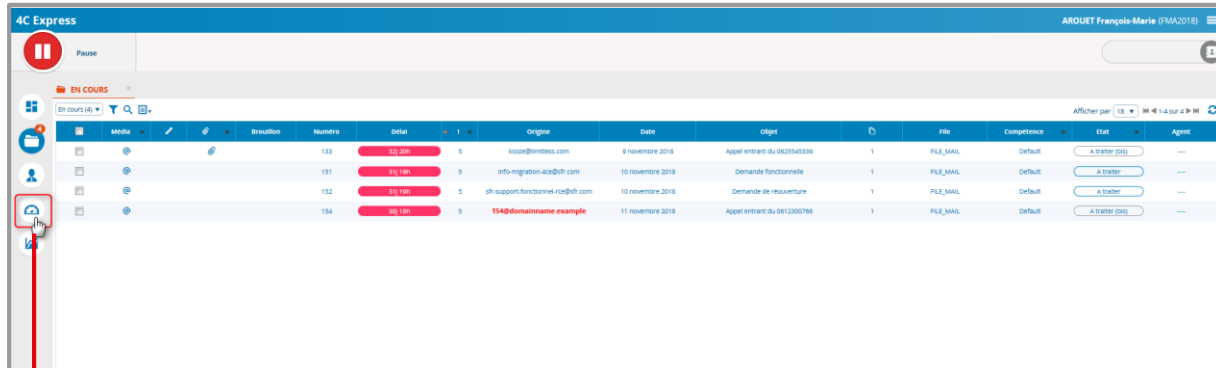 4C Express AROUET François-Marie (FMA2018)
Pause
EN COURS ×
En cours (4) Afficher par 18 1-4 sur 4
4
Média Brouillon Numéro Délai ! Origine Date Objet File Compétence Etat Agent
@ 133 32j 20h 5 kssze@limitless.com 9 novembre 2018 Appel entrant du 0625545339 1 FILE_MAIL Default A traiter (bis) ----
@ 151 31j 19h 5 info-migration-ace@sfr.com 10 novembre 2018 Demande fonctionnelle 1 FILE_MAIL Default A traiter ----
@ 152 31j 19h 5 sfr-support-fonctionnel-rce@sfr.com 10 novembre 2018 Demande de réouverture 1 FILE_MAIL Default A traiter ----
@ 154 30j 18h 5 154@domainname.example 11 novembre 2018 Appel entrant du 0612300766 1 FILE_MAIL Default A traiter (bis) ----